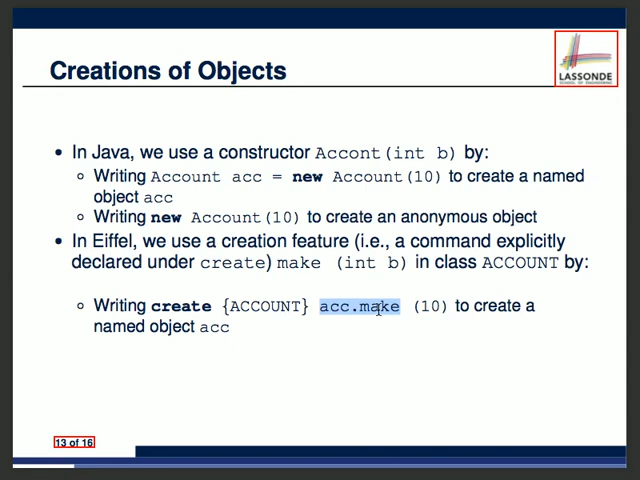 Creations of Objects
LASSONDE
SCHOOL OF ENGINEERING
• In Java, we use a constructor Accont(int b) by:
◦ Writing Account acc = new Account(10) to create a named
object acc
◦ Writing new Account(10) to create an anonymous object
• In Eiffel, we use a creation feature (i.e., a command explicitly
declared under create) make (int b) in class ACCOUNT by:
◦ Writing create {ACCOUNT} acc.make (10) to create a
named object acc
13 of 16